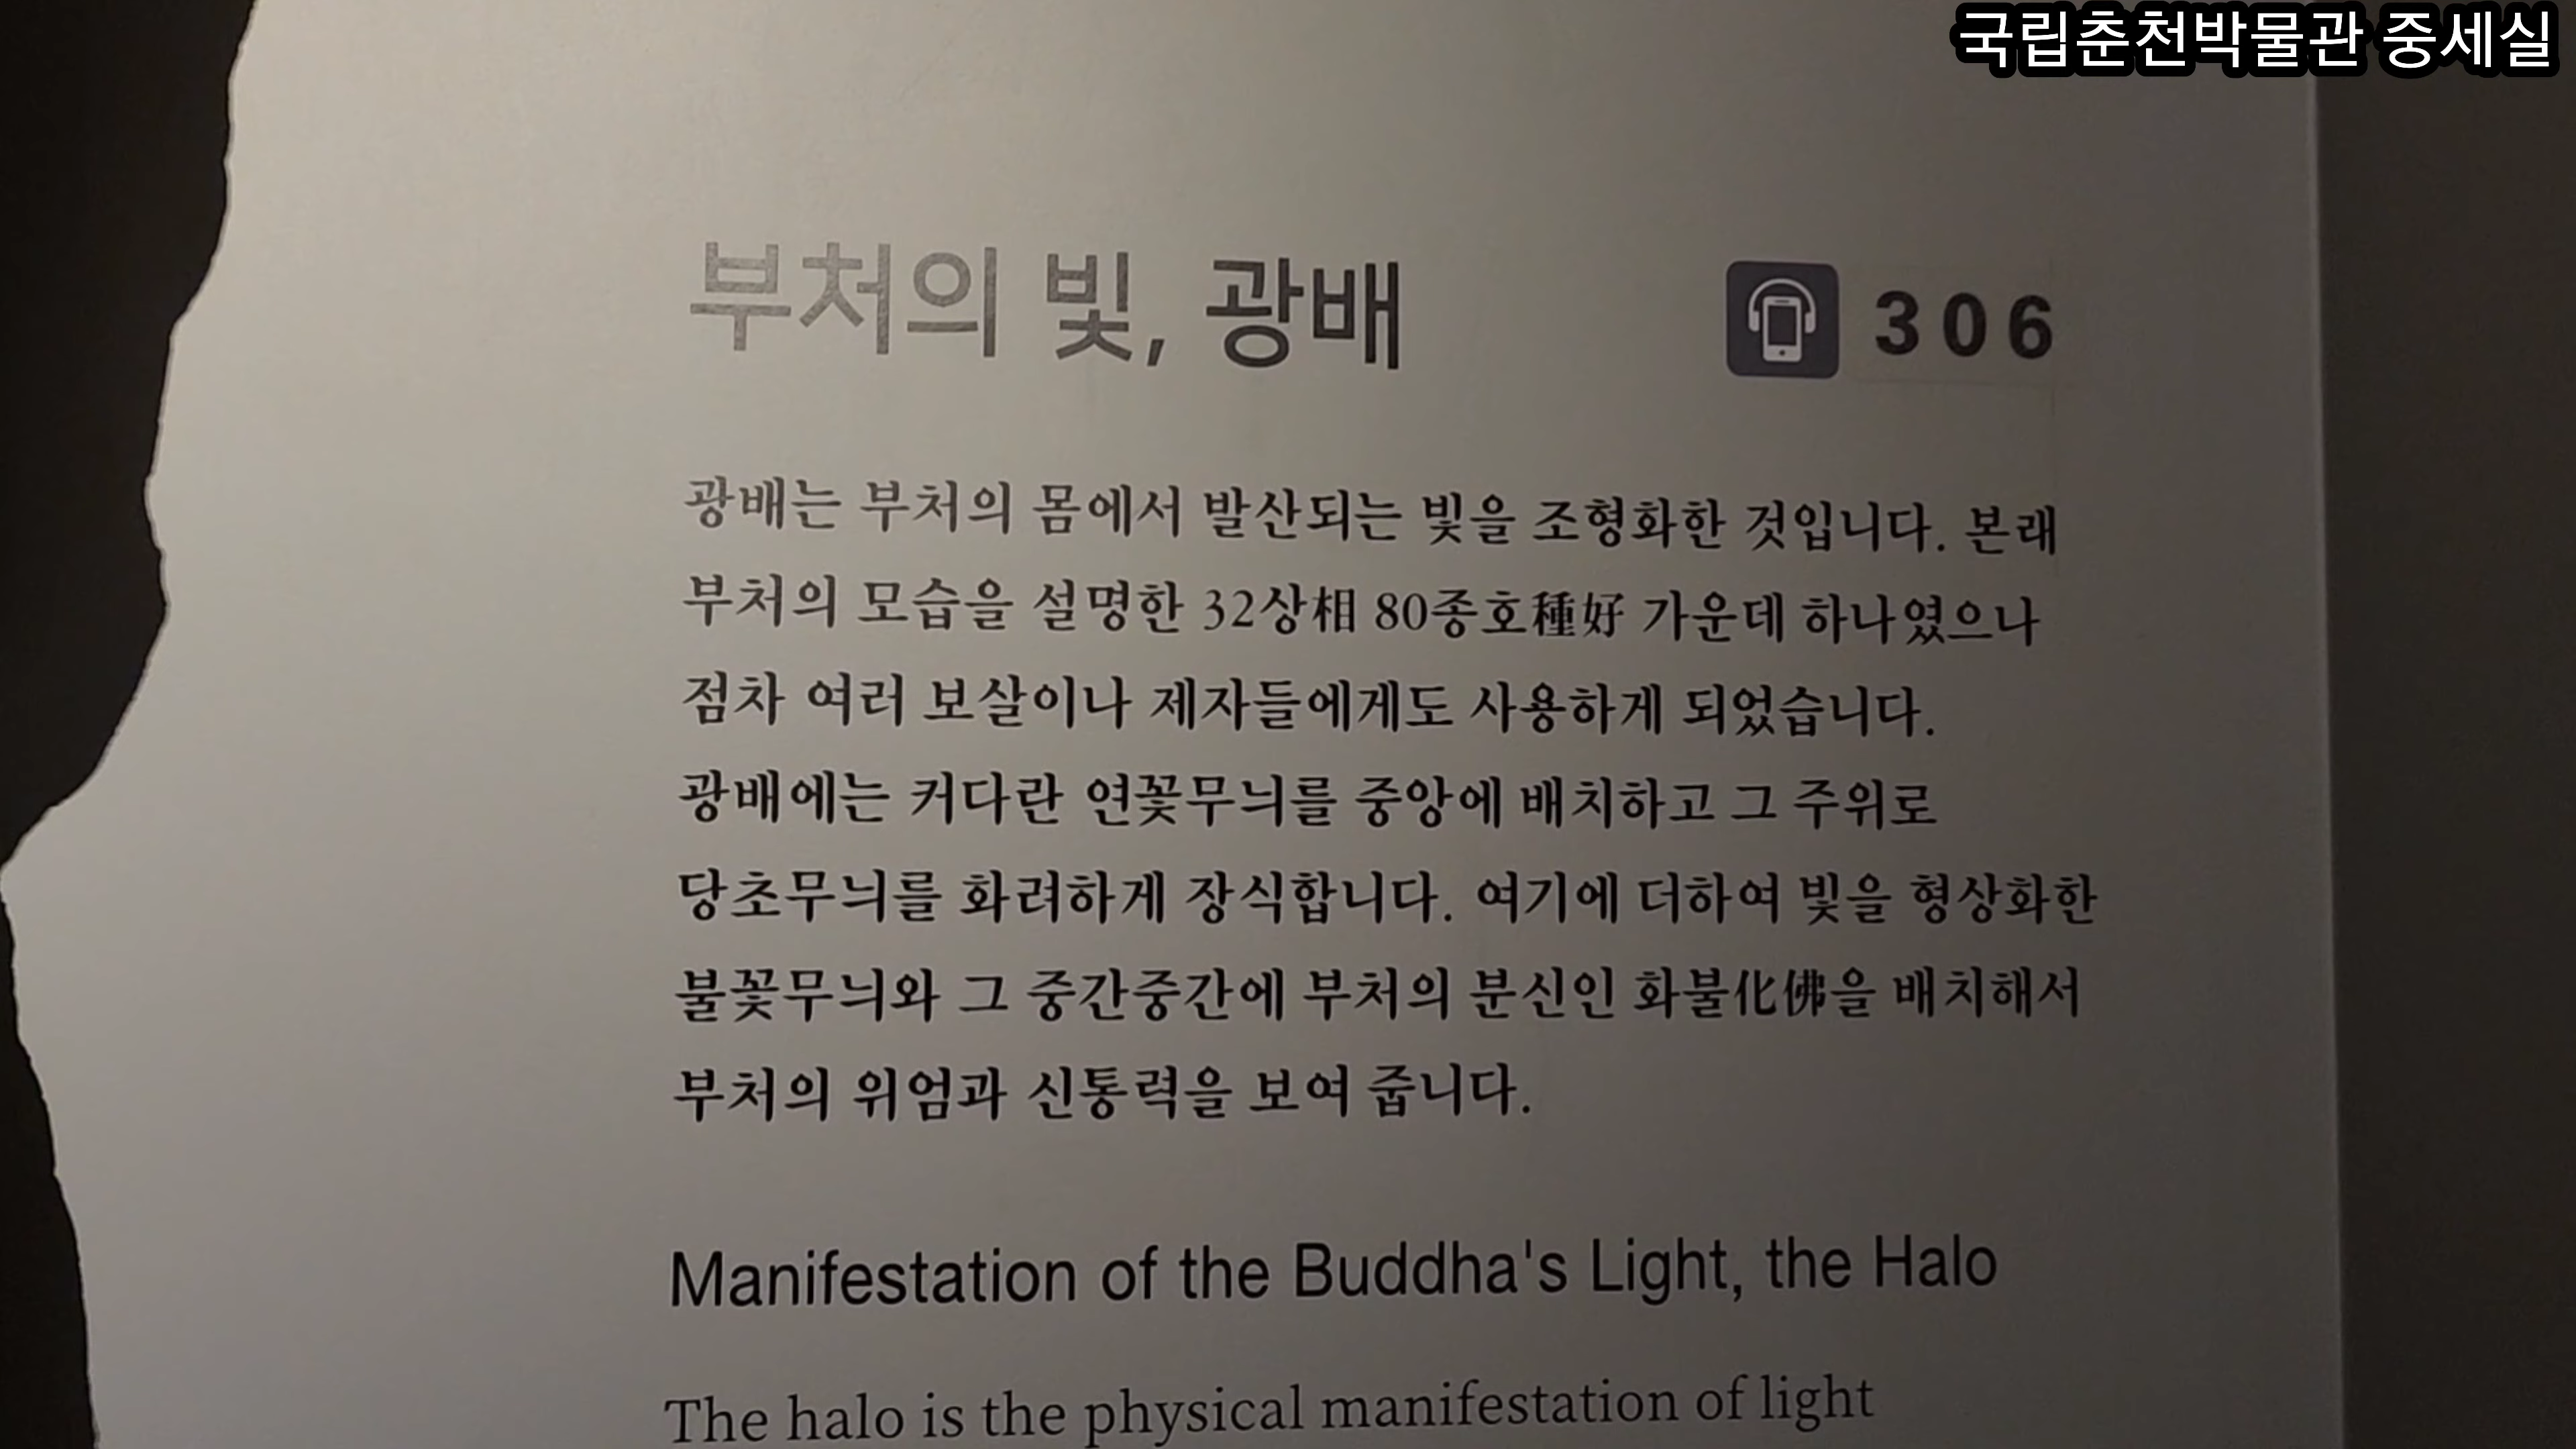 국립춘천박물관 중세실
부처의 빛, 광배
306
광배는 부처의 몸에서 발산되는 빛을 조형화한 것입니다. 본래
부처의 모습을 설명한 32상相 80종호種好 가운데 하나였으나
점차 여러 보살이나 제자들에게도 사용하게 되었습니다.
광배에는 커다란 연꽃무늬를 중앙에 배치하고 그 주위로
당초무늬를 화려하게 장식합니다. 여기에 더하여 빛을 형상화한
불꽃무늬와 그 중간중간에 부처의 분신인 화불化佛을 배치해서
부처의 위엄과 신통력을 보여 줍니다.
Manifestation of the Buddha's Light, the Halo
The halo is the physical manifestation of light